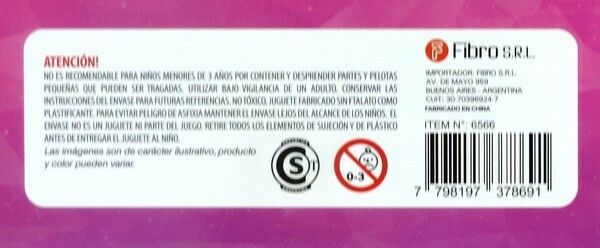 ATENCIÓN!
NO ES RECOMENDABLE PARA NIÑOS MENORES DE 3 AÑOS POR CONTENER Y DESPRENDER PARTES Y PELOTAS
PEQUEÑAS QUE PUEDEN SER TRAGADAS. UTILIZAR BAJO VIGILANCIA DE UN ADULTO. CONSERVAR LAS
INSTRUCCIONES DEL ENVASE PARA FUTURAS REFERENCIAS. NO TÓXICO. JUGUETE FABRICADO SIN FTALATO COMO
PLASTIFICANTE. PARA EVITAR PELIGRO DE ASFIXIA MANTENER EL ENVASE LEJOS DEL ALCANCE DE LOS NIÑOS. EL
ENVASE NO ES UN JUGUETE NI PARTE DEL JUEGO. RETIRE TODOS LOS ELEMENTOS DE SUJECIÓN Y DE PLÁSTICO
ANTES DE ENTREGAR EL JUGUETE AL NIÑO.
Las imágenes son de carácter ilustrativo, producto
y color pueden variar.
S
0-3
Fibro S.R.L.
IMPORTADOR: FIBRO S.R.L.
AV. DE MAYO 959
BUENOS AIRES - ARGENTINA
CUIT: 30-70396924-7
FABRICADO EN CHINA
ITEM N°: 6566
7 798197 378691